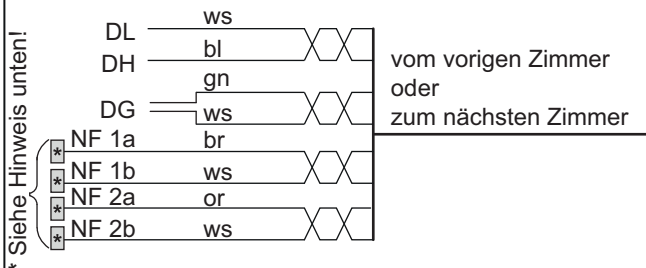 ws
DL
bl
DH
gn
DG
ws
NF 1a
br
NF 1b
ws
NF 2a
or
NF 2b
ws
*
*
*
*
vom vorigen Zimmer
oder
zum nächsten Zimmer
* Siehe Hinweis unten!